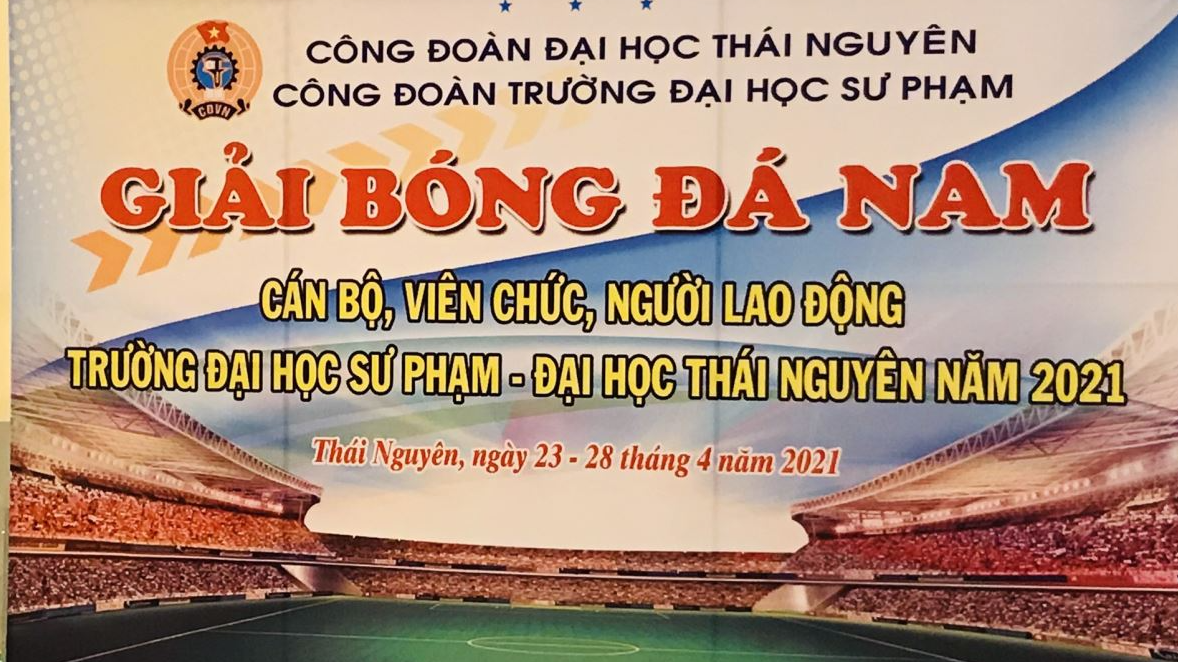 CÔNG ĐOÀN ĐẠI HỌC THÁI NGUYÊN
CÔNG ĐOÀN TRƯỜNG ĐẠI HỌC SƯ PHẠM
CĐVN
GIẢI BÓNG ĐÁ NAM
CÁN BỘ, VIÊN CHỨC, NGƯỜI LAO ĐỘNG
TRƯỜNG ĐẠI HỌC SƯ PHẠM - ĐẠI HỌC THÁI NGUYÊN NĂM 2021
Thái Nguyên, ngày 23 - 28 tháng 4 năm 2021